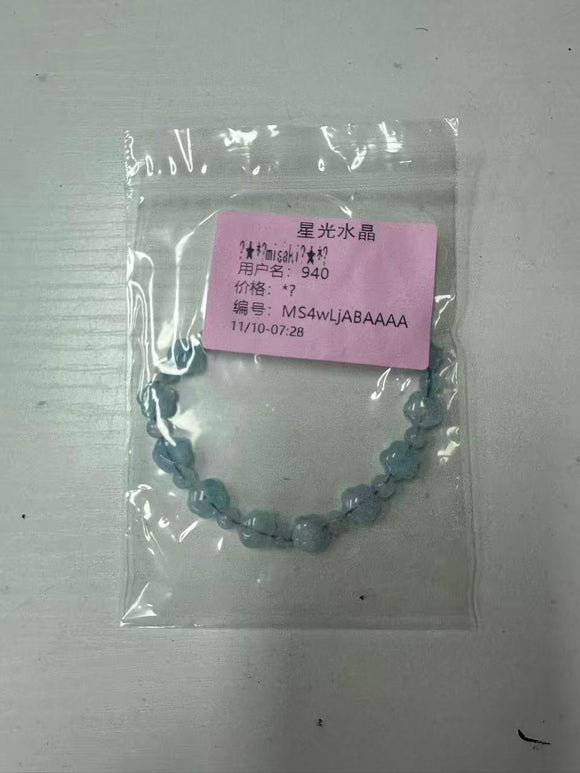 星光水晶
?★*?misaki?★*?
用户名：940
价格：*?
编号：MS4wLjABAAAA
11/10-07:28